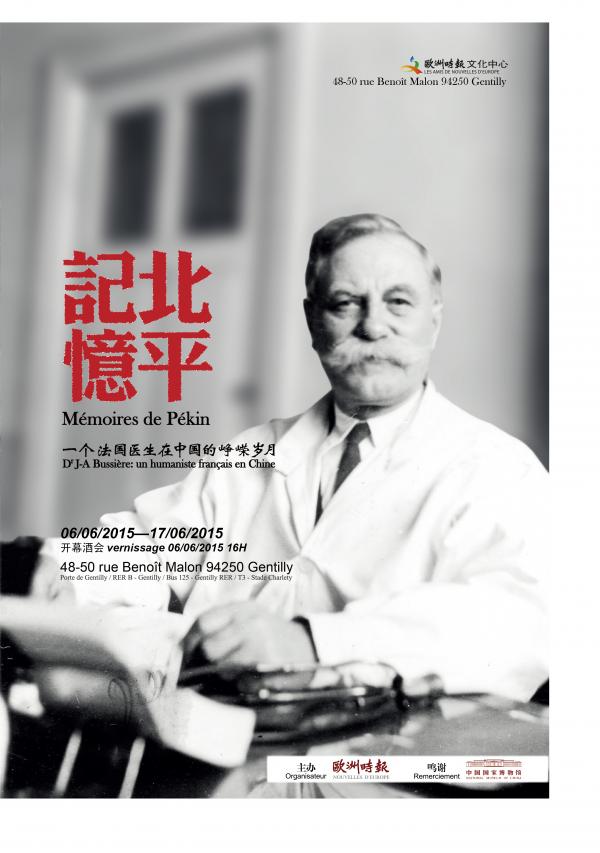 歐洲時報文化中心
LES AMIS DE NOUVELLES D'EUROPE
48-50 rue Benoît Malon 94250 Gentilly
北平
記憶
Mémoires de Pékin
一个法国医生在中国的峥嵘岁月
Dr J-A Bussière: un humaniste français en Chine
06/06/2015—17/06/2015
开幕酒会 vernissage 06/06/2015 16H
48-50 rue Benoît Malon 94250 Gentilly
Porte de Gentilly / RER B - Gentilly / Bus 125 - Gentilly RER / T3 - Stade Charlety
主办
Organisateur
歐洲時報
NOUVELLES D'EUROPE
鸣谢
Remerciement
中国国家博物馆
NATIONAL MUSEUM OF CHINA